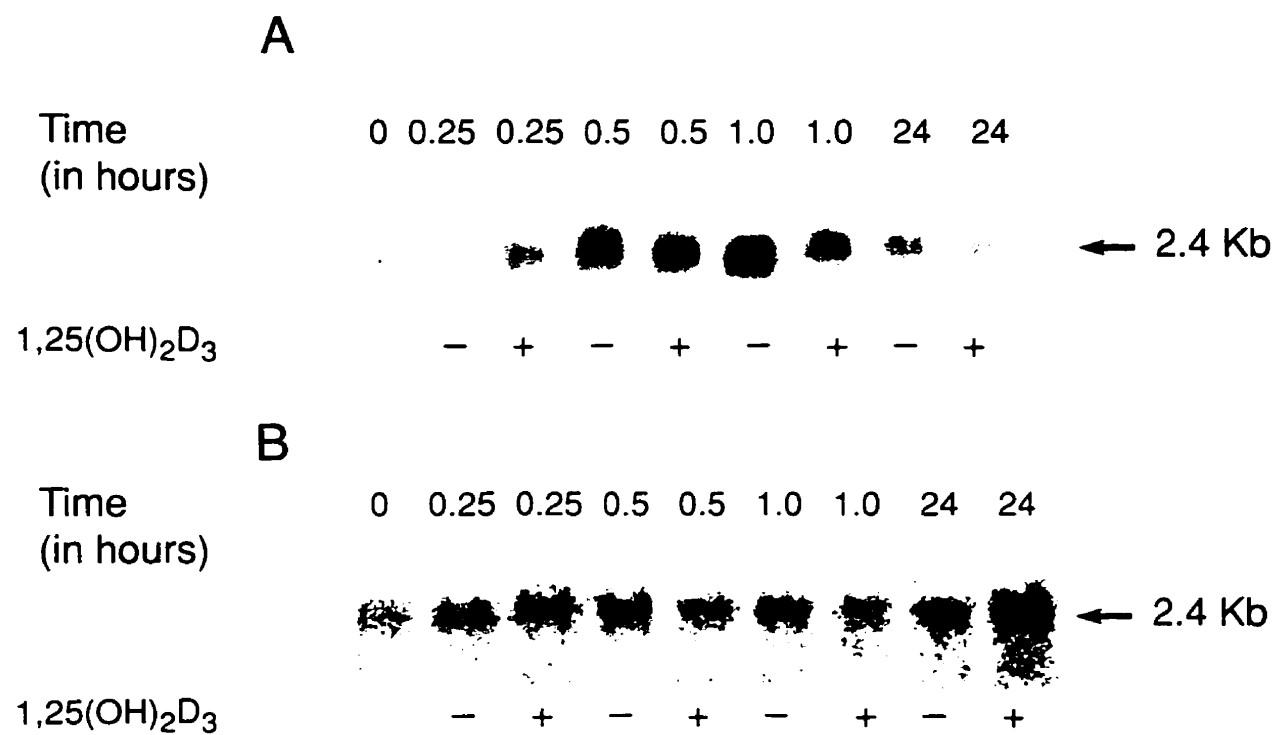 A
Time 0 0.25 0.25 0.5 0.5 1.0 1.0 24 24
(in hours)
← 2.4 Kb
1,25(OH)₂D₃ − + − + − + − +
B
Time 0 0.25 0.25 0.5 0.5 1.0 1.0 24 24
(in hours)
← 2.4 Kb
1,25(OH)₂D₃ − + − + − + − +